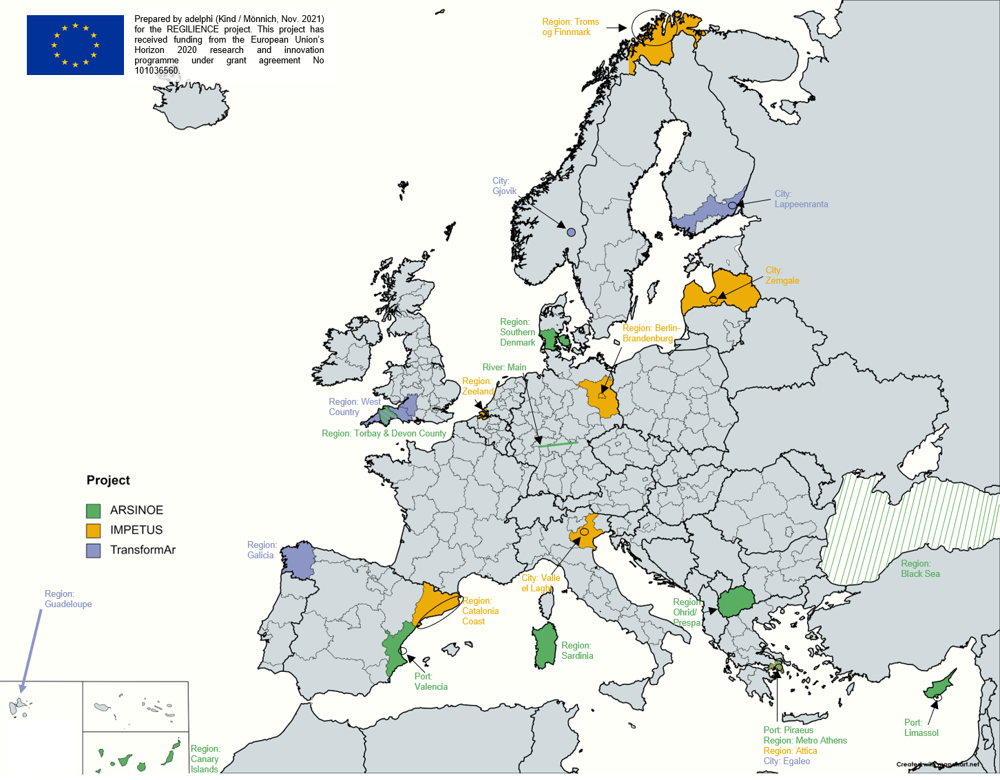 Prepared by adelphi (Kind / Mönnich, Nov. 2021)
for the REGILIENCE project. This project has
received funding from the European Union's
Horizon 2020 research and innovation
programme under grant agreement No
101036560.
Region: Troms
og Finnmark
City:
Gjovik
City:
Lappeenranta
City:
Zemgale
Region:
Southern
Denmark
Region: Berlin-
Brandenburg
River: Main
Region:
Zeeland
Region: West
Country
Region: Torbay & Devon County
Project
ARSINOE
IMPETUS
TransformAr
Region:
Galicia
Region:
Guadeloupe
City: Valle
el Laghi
Region:
Black Sea
Region:
Catalonia
Coast
Region:
Ohrid/
Prespa
Region:
Sardinia
Port:
Valencia
Port:
Limassol
Port: Piraeus
Region: Metro Athens
Region: Attica
City: Egaleo
Region:
Canary
Islands
Created with mapchart.net